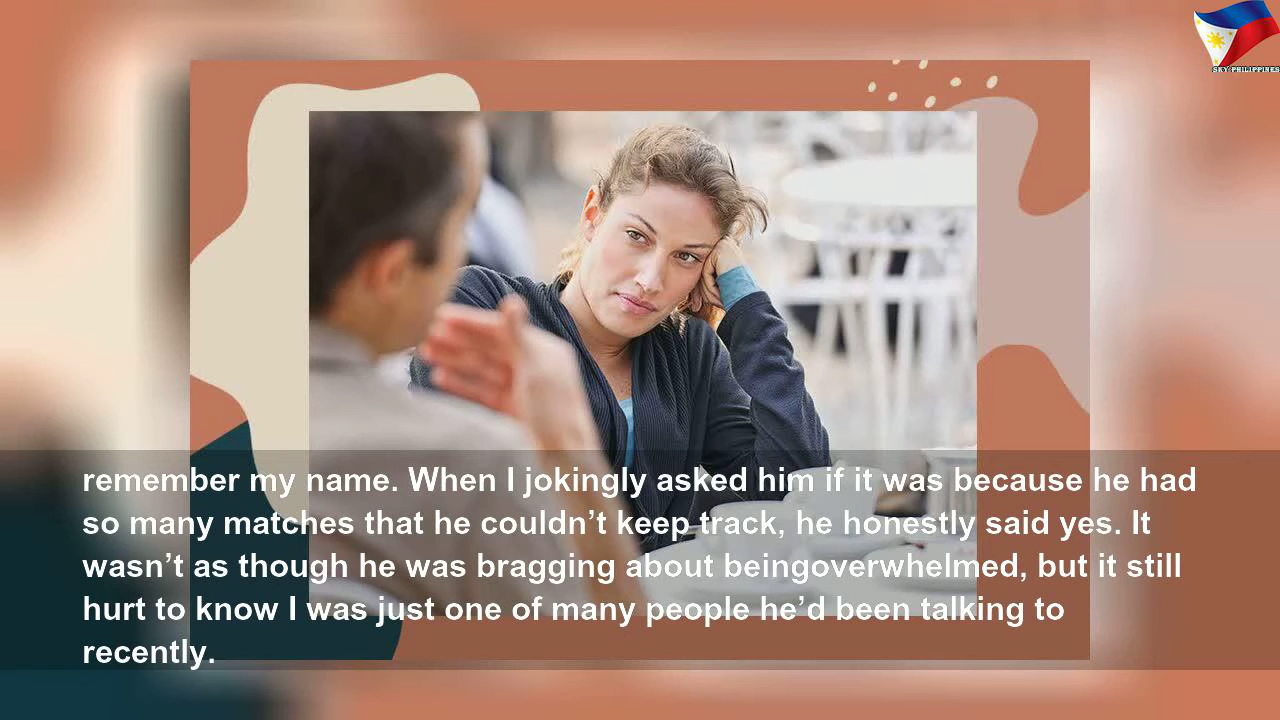 SKY PHILIPPINES
remember my name. When I jokingly asked him if it was because he had
so many matches that he couldn’t keep track, he honestly said yes. It
wasn’t as though he was bragging about beingoverwhelmed, but it still
hurt to know I was just one of many people he’d been talking to
recently.